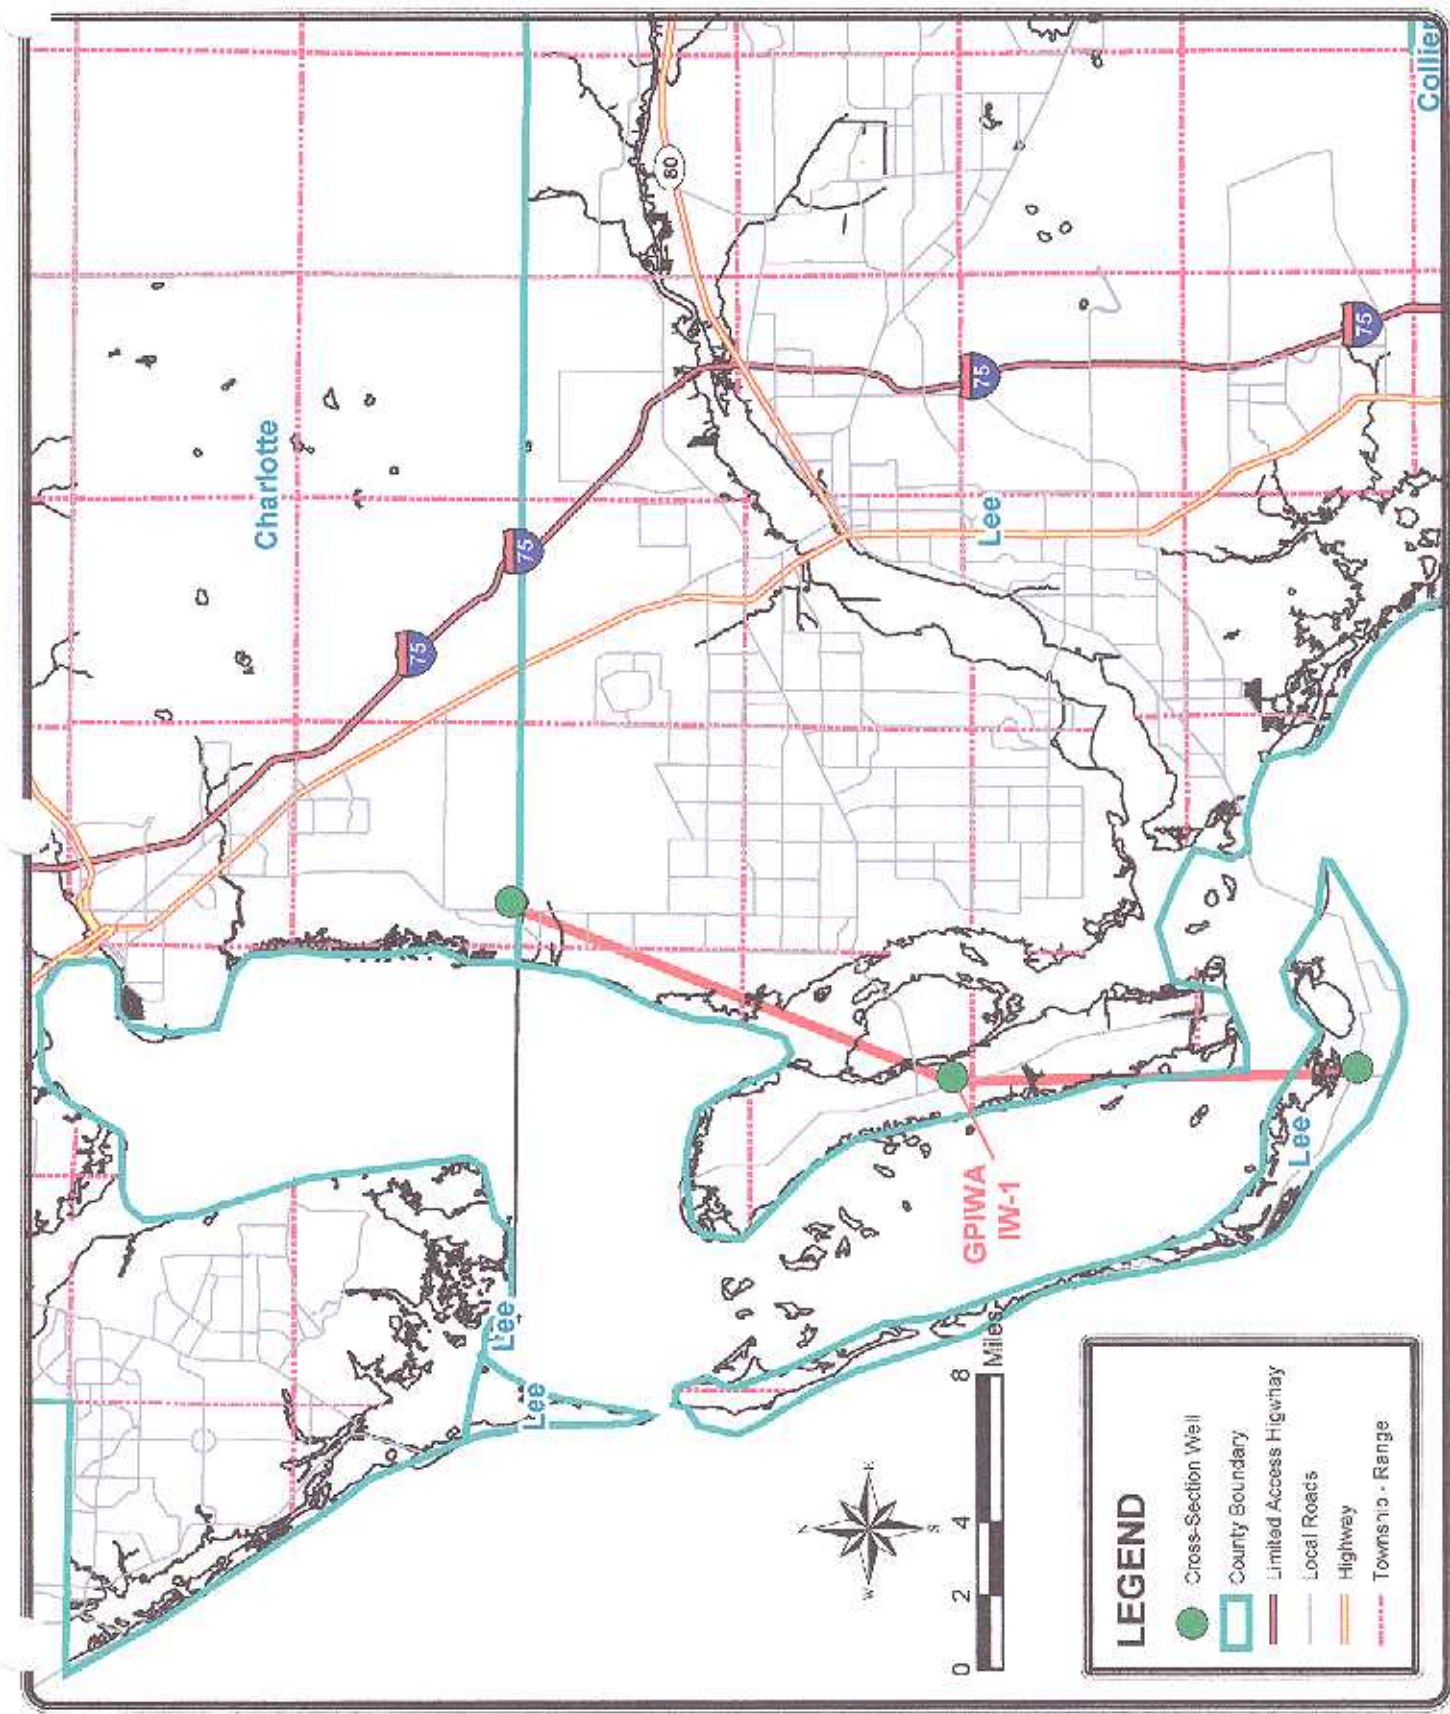 Collier
80
Charlotte
75
75
75
75
Lee
GPIWA
IW-1
Lee
Lee
Lee
N
E
S
W
0
2
4
8
Miles
LEGEND
Cross-Section Well
County Boundary
Limited Access Higwhay
Local Roads
Highway
Township - Range